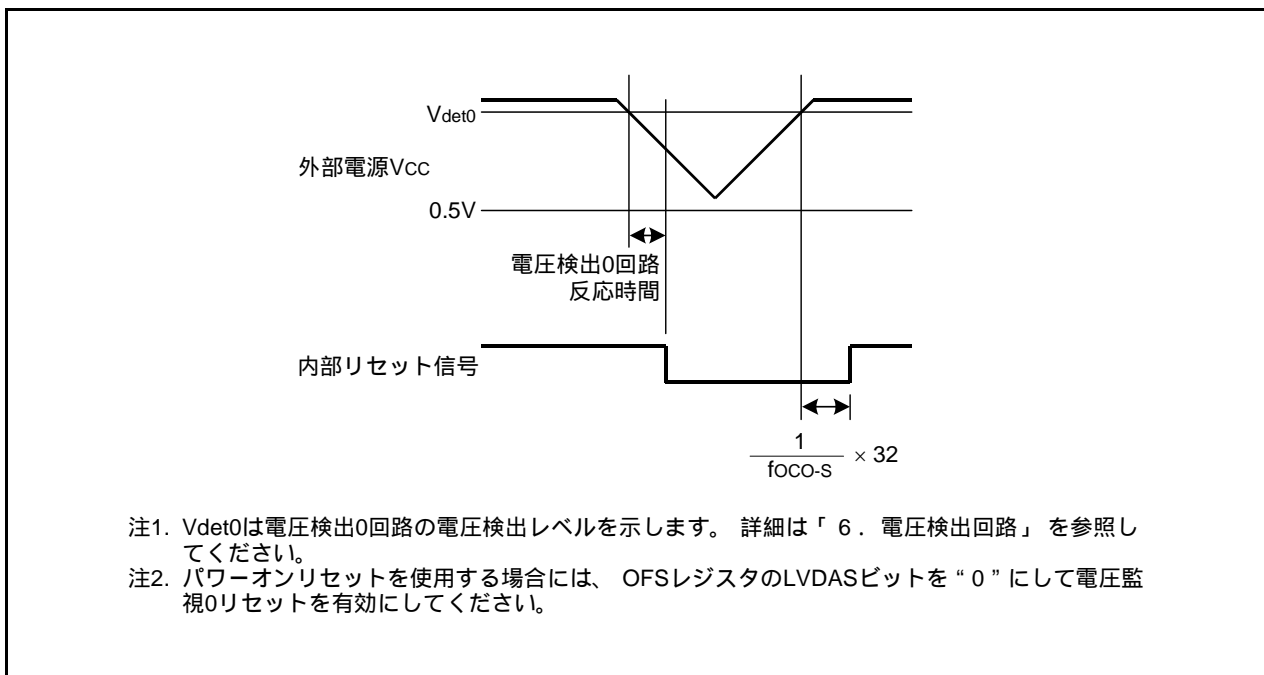 Vdet0
外部電源VCC
0.5V
電圧検出0回路
反応時間
内部リセット信号
1
fOCO-S
× 32
注1. Vdet0は電圧検出0回路の電圧検出レベルを示します。 詳細は「 6 . 電圧検出回路」 を参照し
てください。
注2. パワーオンリセットを使用する場合には、 OFSレジスタのLVDASビットを “ 0 ” にして電圧監
視0リセットを有効にしてください。